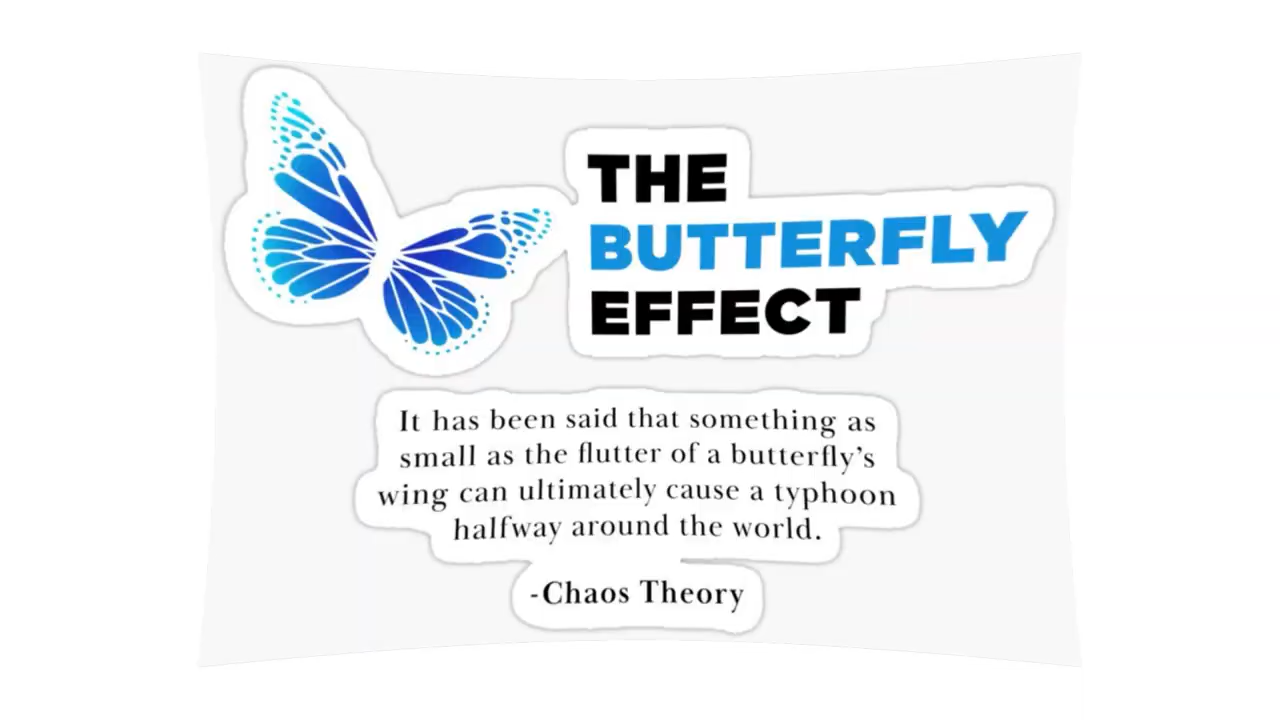 THE
BUTTERFLY
EFFECT
It has been said that something as
small as the flutter of a butterfly's
wing can ultimately cause a typhoon
halfway around the world.
-Chaos Theory